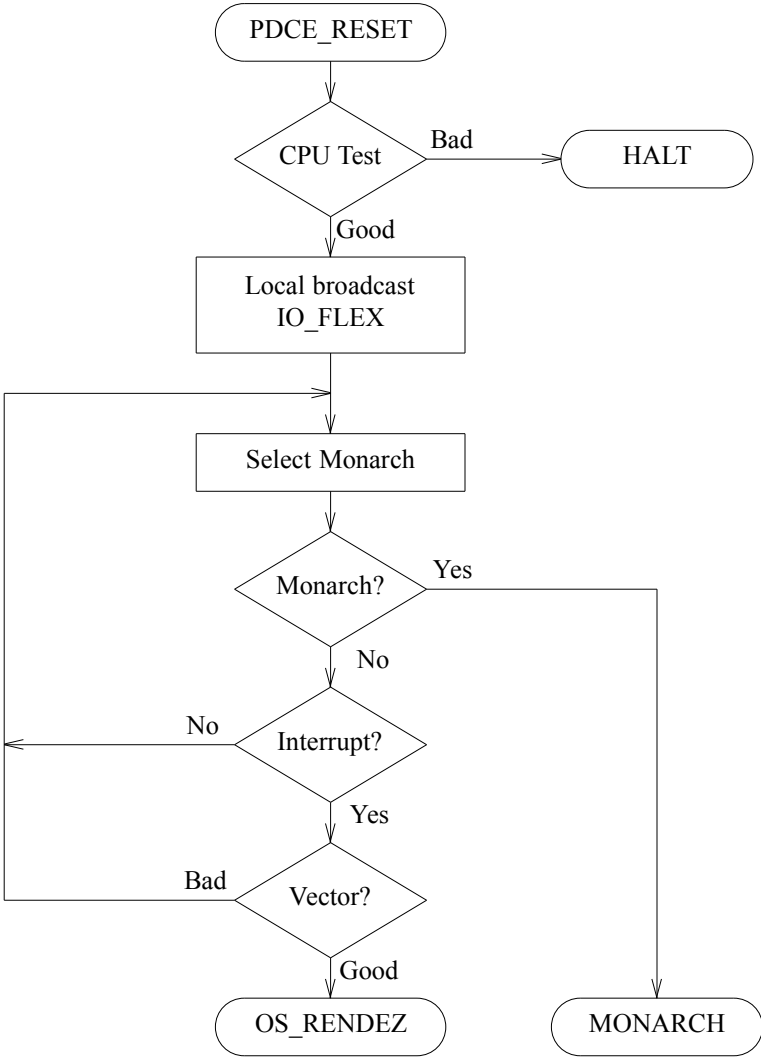 PDCE_RESET
CPU Test
Bad
HALT
Good
Local broadcast
IO_FLEX
Select Monarch
Monarch?
Yes
No
No
Interrupt?
Yes
Bad
Vector?
Good
OS_RENDEZ
MONARCH